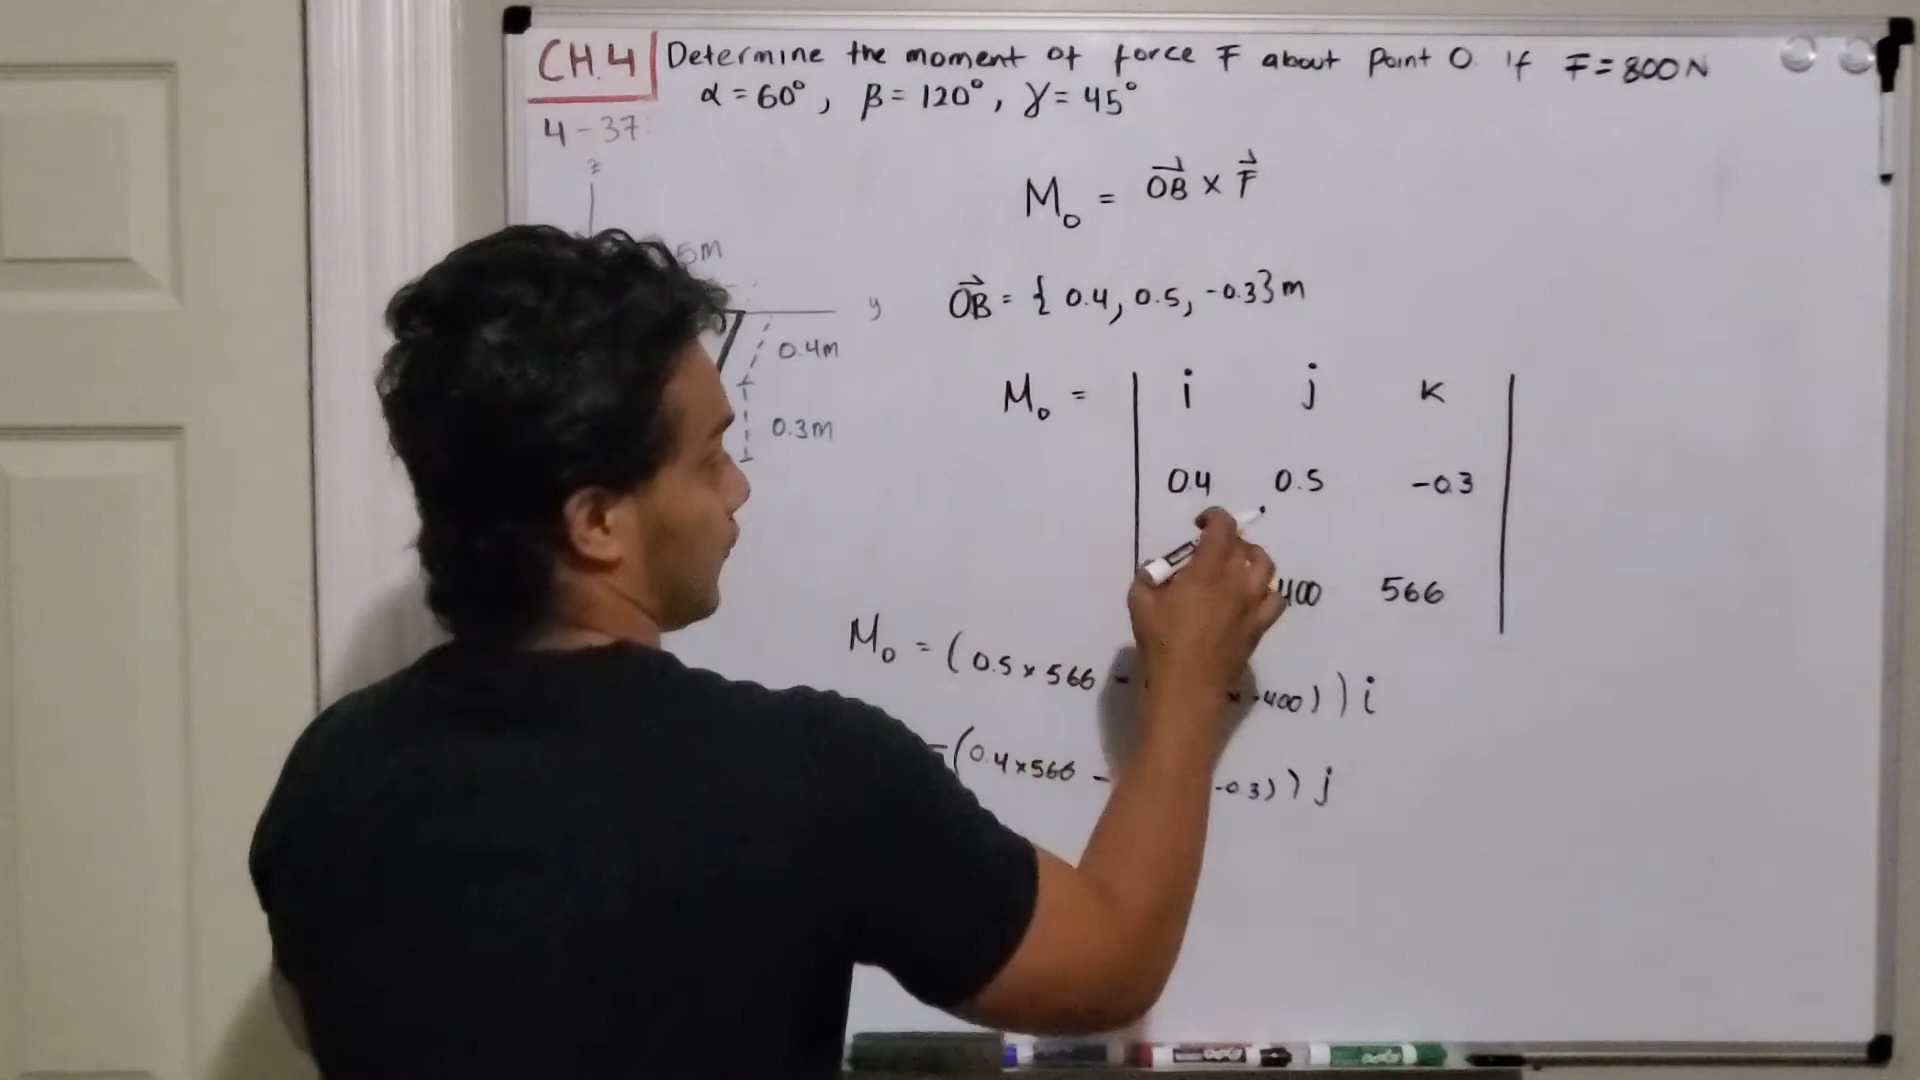 CH.4 Determine the moment of force F about Point O. if F = 800N
α = 60°, β = 120°, γ = 45°
4-37:
z
5m
y
0.4m
0.3m
M₀ = OB⃗ × F⃗
OB⃗ = { 0.4, 0.5, -0.3} m
M₀ = | i j k |
0.4 0.5 -0.3
400 566
M₀ = (0.5 × 566 - × -400) ) i
-(0.4 × 566 - -0.3) ) j